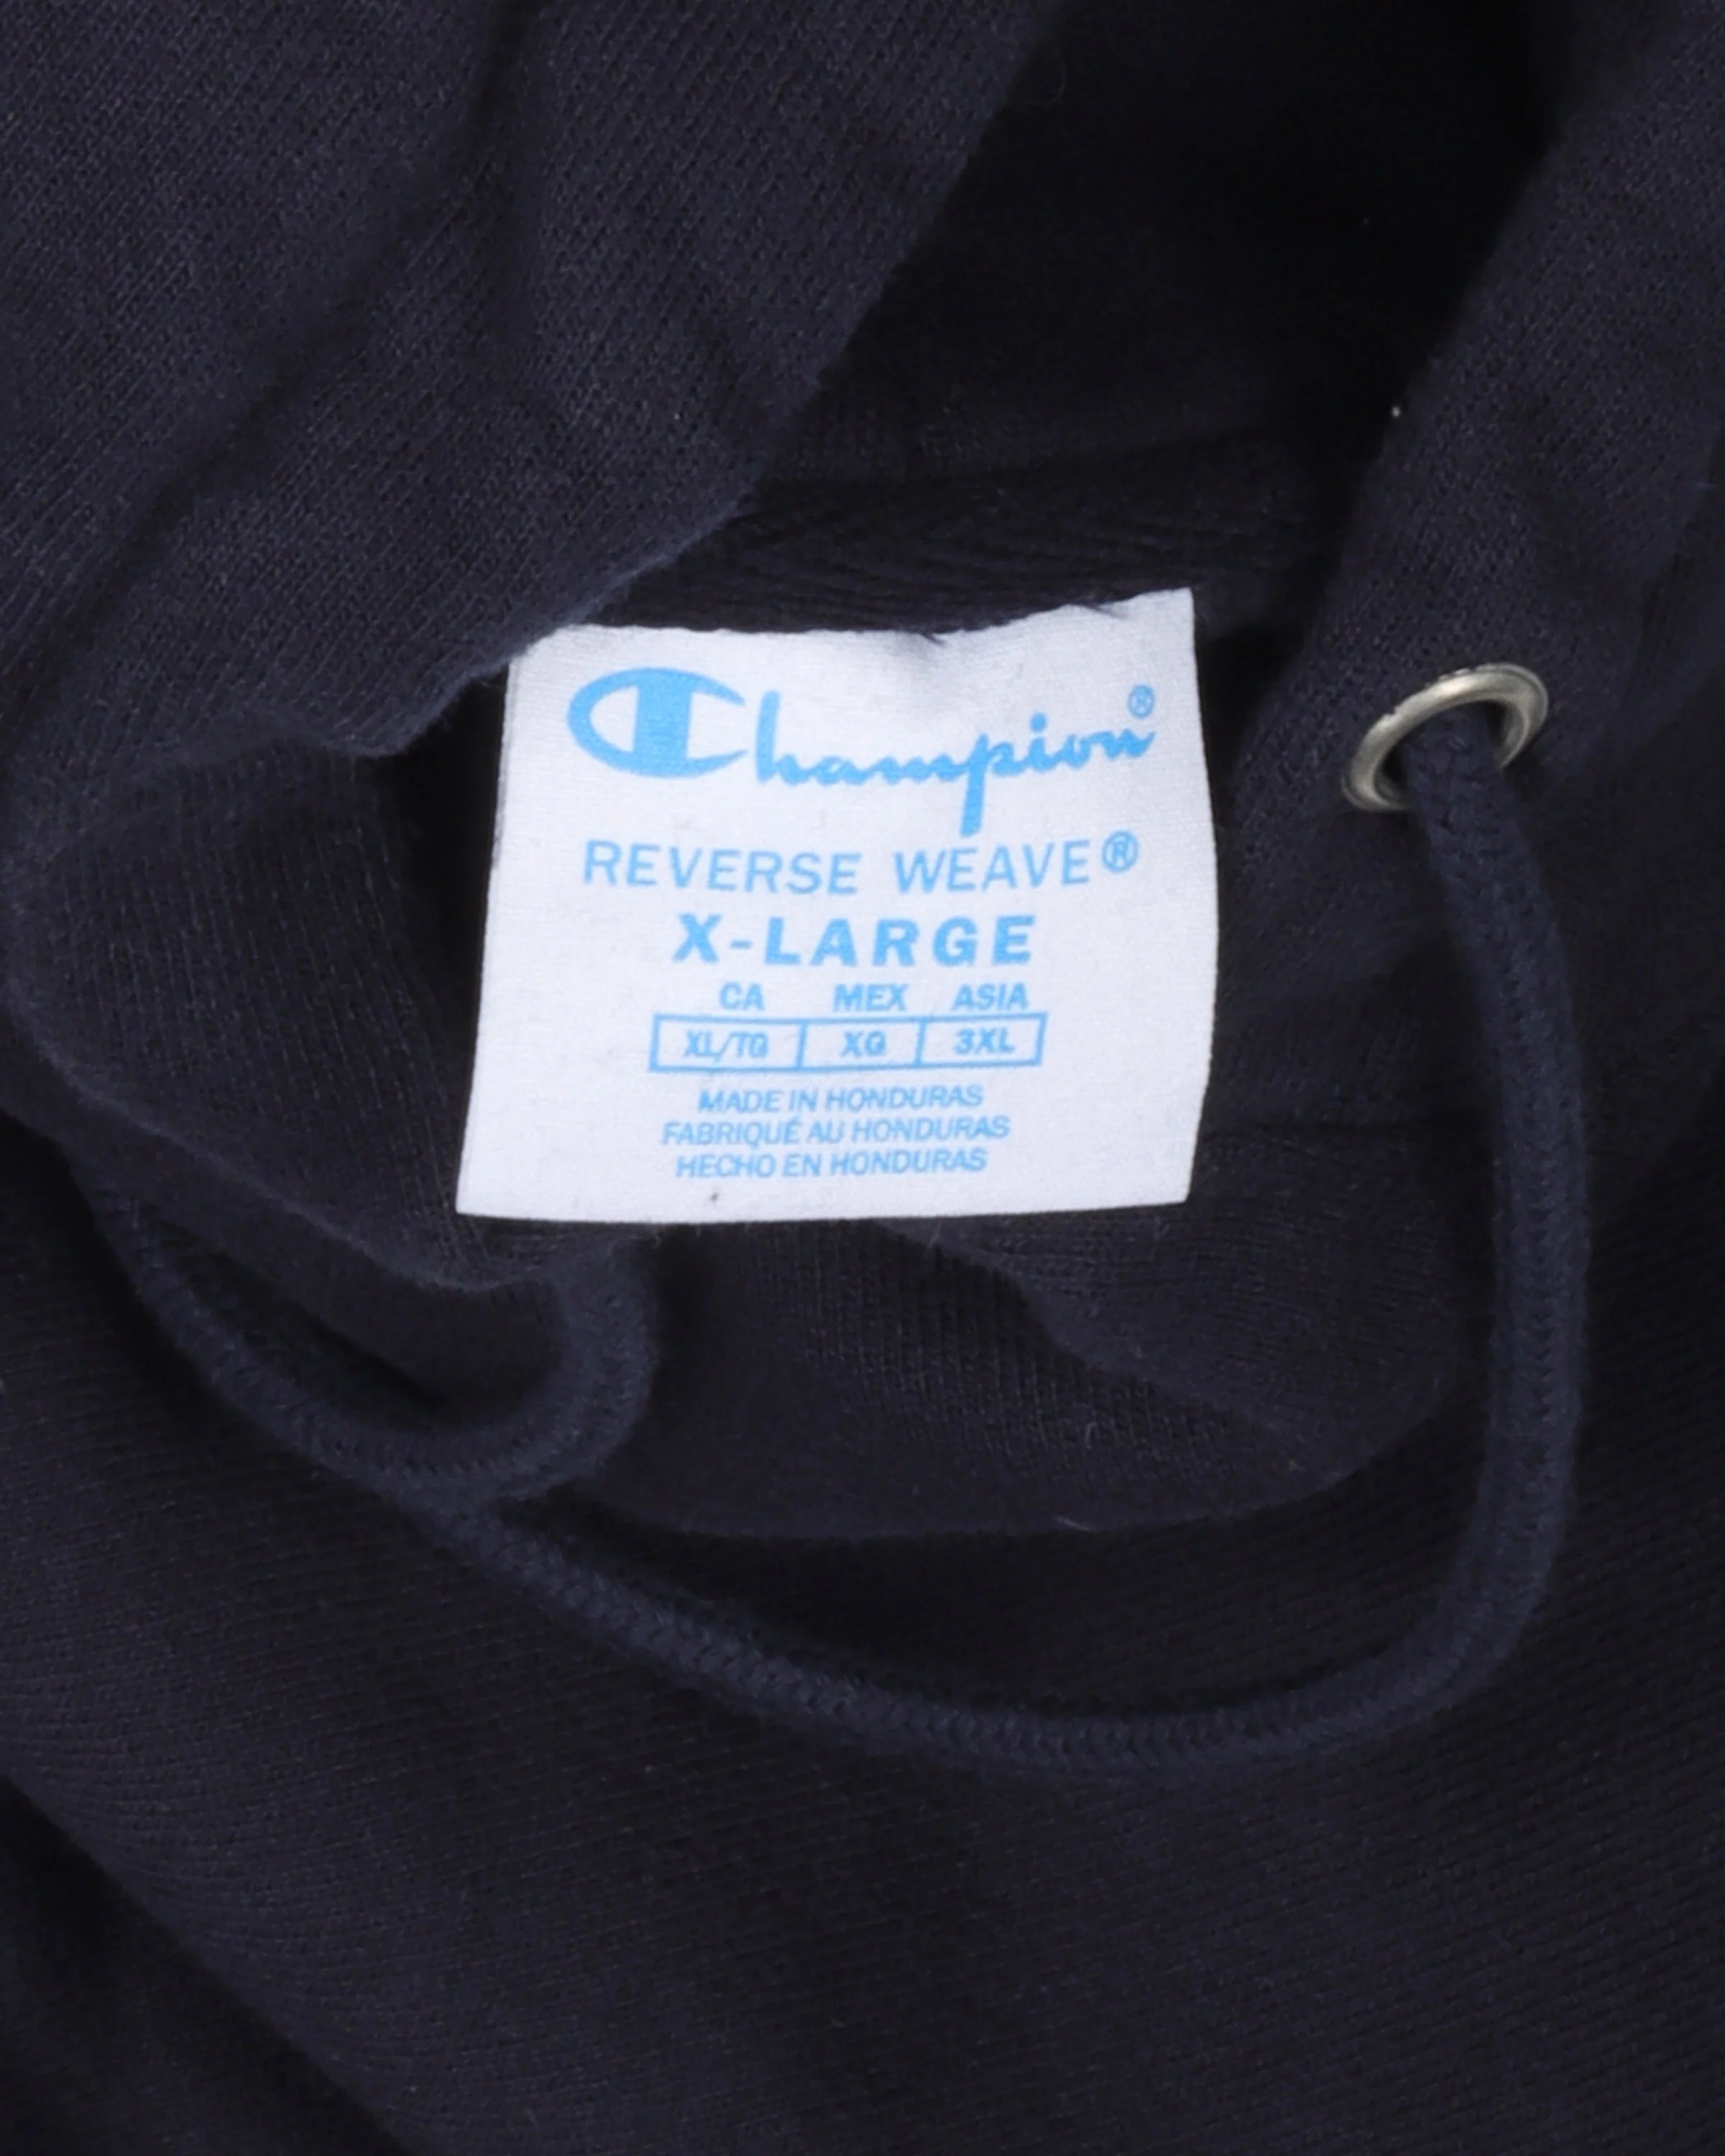 Champion®
REVERSE WEAVE®
X-LARGE
CA MEX ASIA
XL/TG XG 3XL
MADE IN HONDURAS
FABRIQUÉ AU HONDURAS
HECHO EN HONDURAS